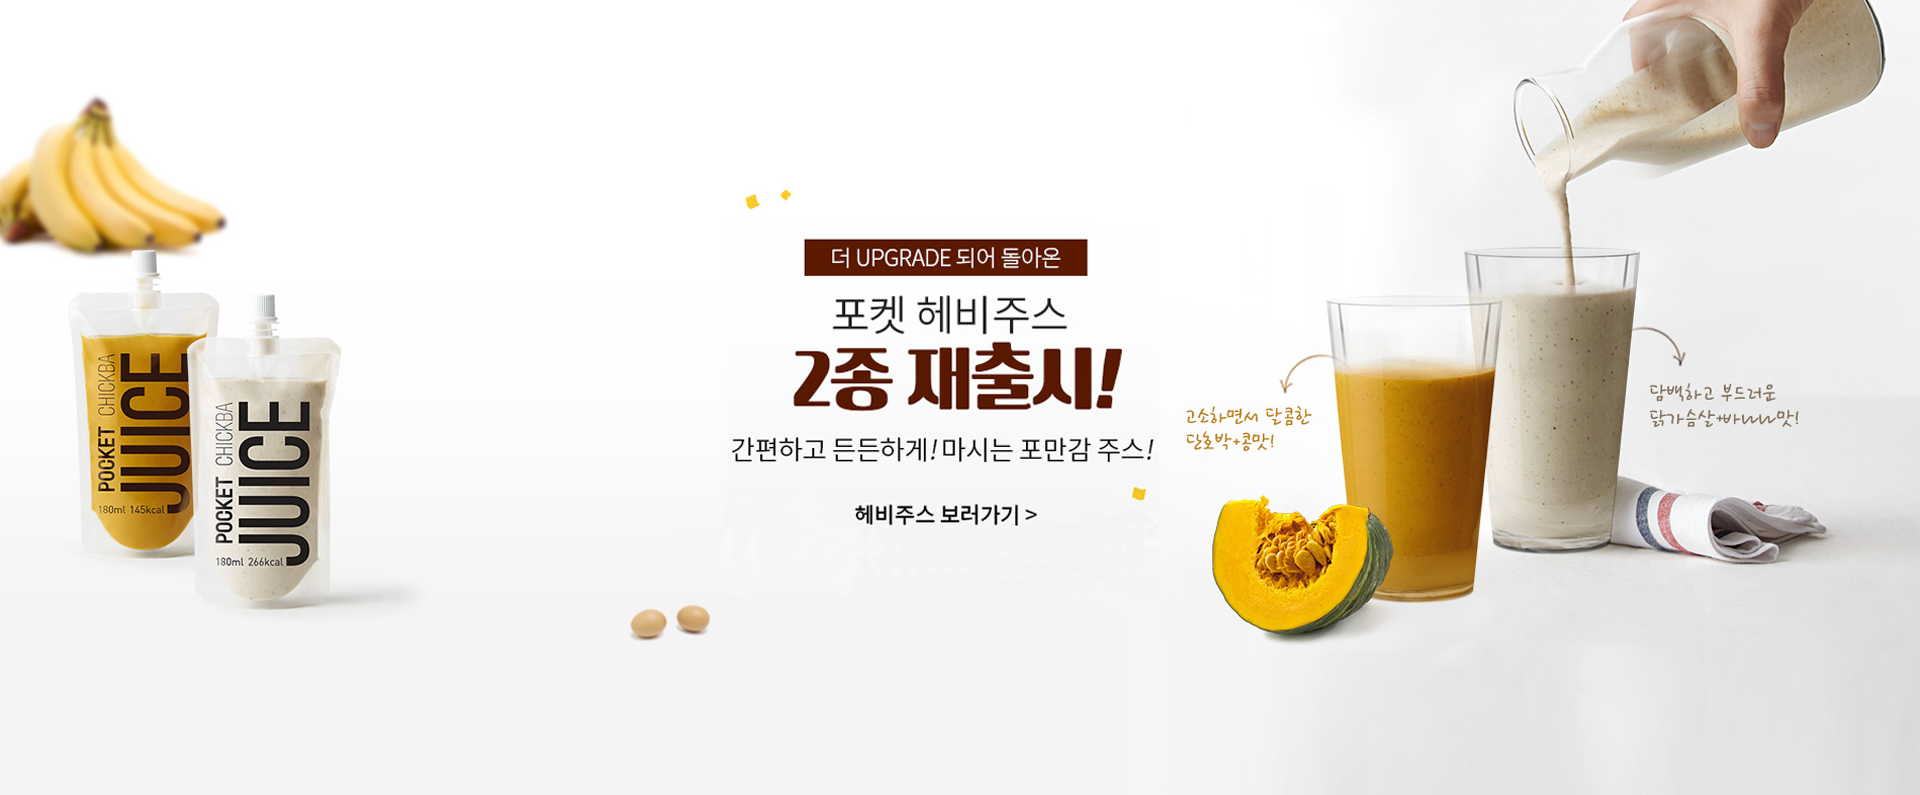 더 UPGRADE 되어 돌아온
포켓 헤비주스
2종 재출시!
간편하고 든든하게! 마시는 포만감 주스!
헤비주스 보러가기 >
POCKET CHICKBA
JUICE
180ml 145kcal
POCKET CHICKBA
JUICE
180ml 266kcal
고소하면서 달콤한
단호박+콩맛!
담백하고 부드러운
닭가슴살+바나나맛!